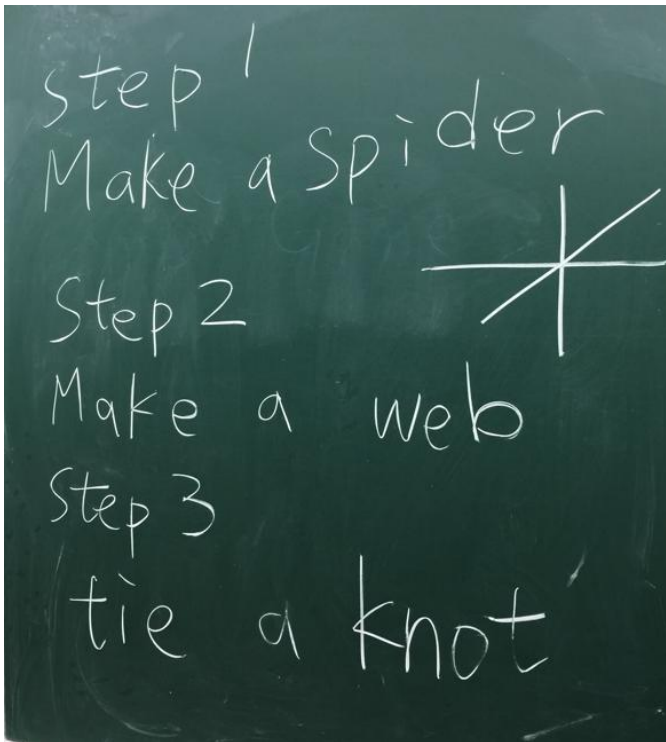 step 1
Make a spider
Step 2
Make a web
Step 3
tie a knot